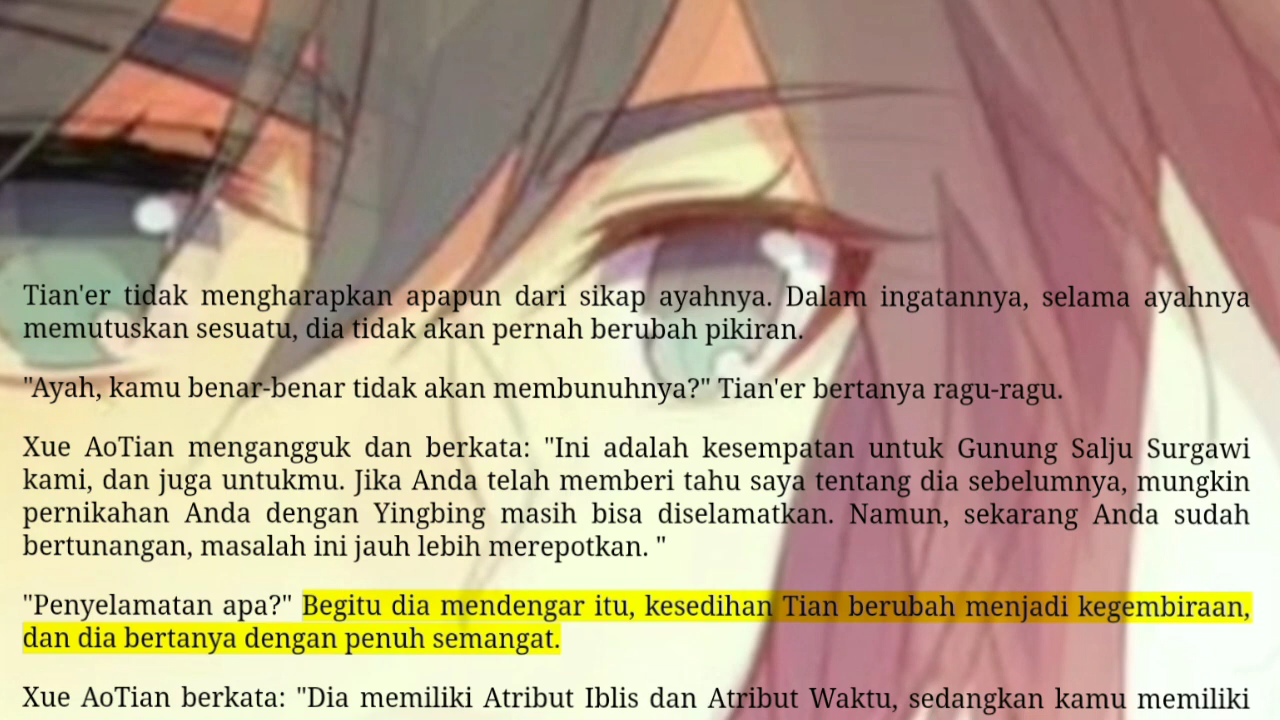 Tian'er tidak mengharapkan apapun dari sikap ayahnya. Dalam ingatannya, selama ayahnya
memutuskan sesuatu, dia tidak akan pernah berubah pikiran.
"Ayah, kamu benar-benar tidak akan membunuhnya?" Tian'er bertanya ragu-ragu.
Xue AoTian mengangguk dan berkata: "Ini adalah kesempatan untuk Gunung Salju Surgawi
kami, dan juga untukmu. Jika Anda telah memberi tahu saya tentang dia sebelumnya, mungkin
pernikahan Anda dengan Yingbing masih bisa diselamatkan. Namun, sekarang Anda sudah
bertunangan, masalah ini jauh lebih merepotkan. "
"Penyelamatan apa?" Begitu dia mendengar itu, kesedihan Tian berubah menjadi kegembiraan,
dan dia bertanya dengan penuh semangat.
Xue AoTian berkata: "Dia memiliki Atribut Iblis dan Atribut Waktu, sedangkan kamu memiliki